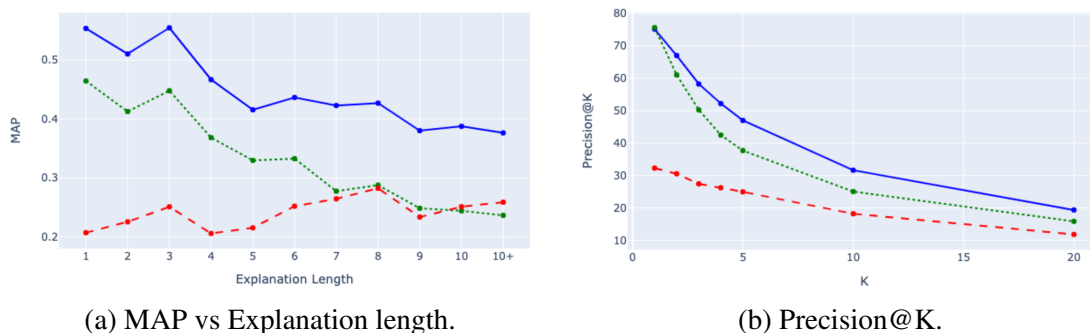 0.5
0.4
0.3
0.2
MAP
1 2 3 4 5 6 7 8 9 10 10+
Explanation Length
(a) MAP vs Explanation length.
80
70
60
50
40
30
20
10
Precision@K
0 5 10 15 20
K
(b) Precision@K.